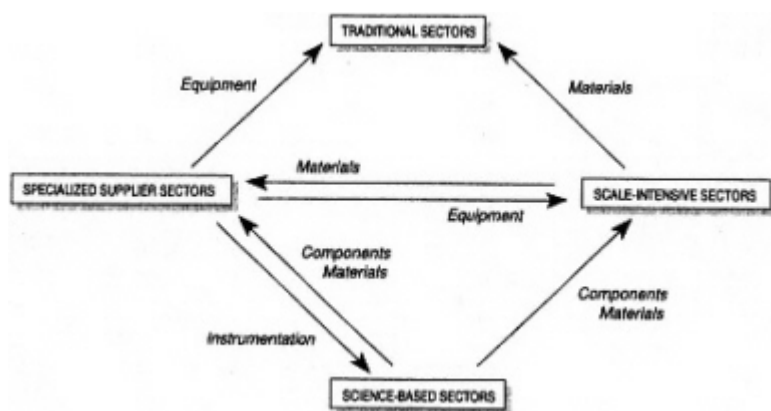 TRADITIONAL SECTORS
Equipment
Materials
Materials
SPECIALIZED SUPPLIER SECTORS
SCALE-INTENSIVE SECTORS
Equipment
Components
Materials
Components
Materials
Instrumentation
SCIENCE-BASED SECTORS